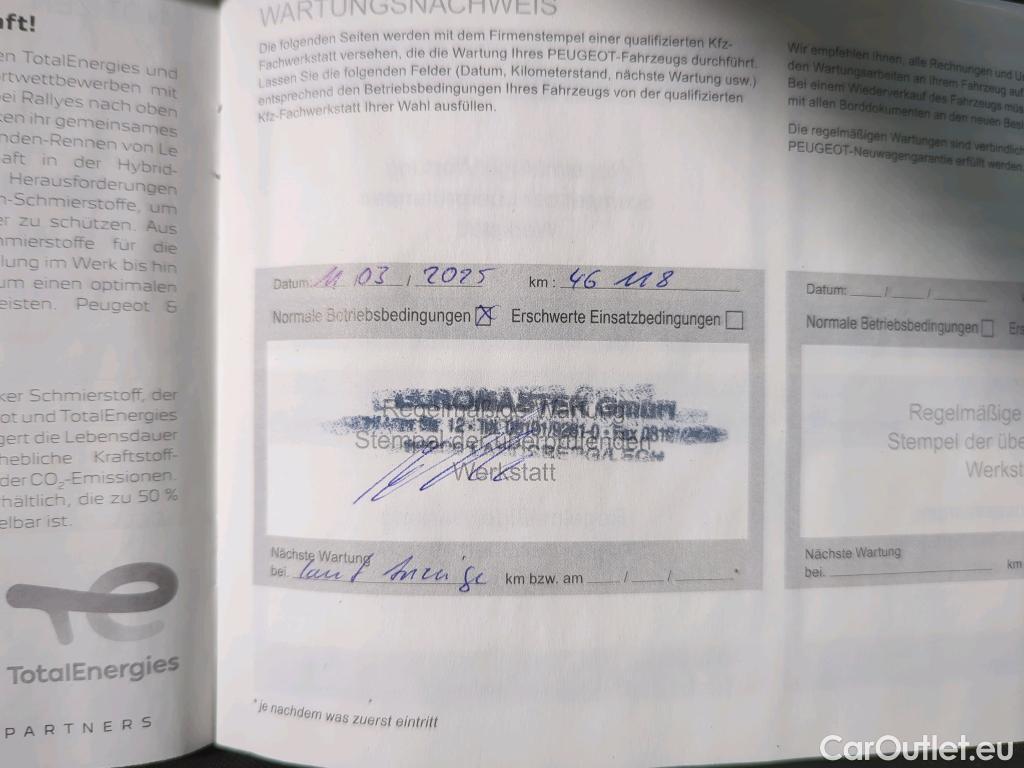 ft!
en TotalEnergies und
ortwettbewerben mit
ei Rallyes nach oben
ken ihr gemeinsames
nden-Rennen von Le
aft in der Hybrid-
Herausforderungen
n-Schmierstoffe, um
er zu schützen. Aus
hmierstoffe für die
lung im Werk bis hin
um einen optimalen
eisten. Peugeot &
ker Schmierstoff, der
ot und TotalEnergies
gert die Lebensdauer
hebliche Kraftstoff-
der CO₂-Emissionen.
rhältlich, die zu 50 %
elbar ist.
TotalEnergies
PARTNERS
WARTUNGSNACHWEIS
Die folgenden Seiten werden mit dem Firmenstempel einer qualifizierten Kfz-
Fachwerkstatt versehen, die die Wartung Ihres PEUGEOT-Fahrzeugs durchführt.
Lassen Sie die folgenden Felder (Datum, Kilometerstand, nächste Wartung usw.)
entsprechend den Betriebsbedingungen Ihres Fahrzeugs von der qualifizierten
Kfz-Fachwerkstatt Ihrer Wahl ausfüllen.
Datum: 11 03 / 2025 km : 46 118
Normale Betriebsbedingungen Erschwerte Einsatzbedingungen
EUROMASTER GmbH
Regelmäßige Wartung
Stempel der überprüfenden
Werkstatt
Nächste Wartung
bei. laut Anzeige km bzw. am / / *
*je nachdem was zuerst eintritt
Wir empfehlen Ihnen, alle Rechnungen und
den Wartungsarbeiten an Ihrem Fahrzeug auf
Bei einem Wiederverkauf des Fahrzeugs müs
mit allen Borddokumenten an den neuen Besi
Die regelmäßigen Wartungen sind verbindlich
PEUGEOT-Neuwagengarantie erfüllt werden.
Datum: / /
Normale Betriebsbedingungen Ers
Regelmäßige
Stempel der übe
Werkst
Nächste Wartung
bei. km
CarOutlet.eu